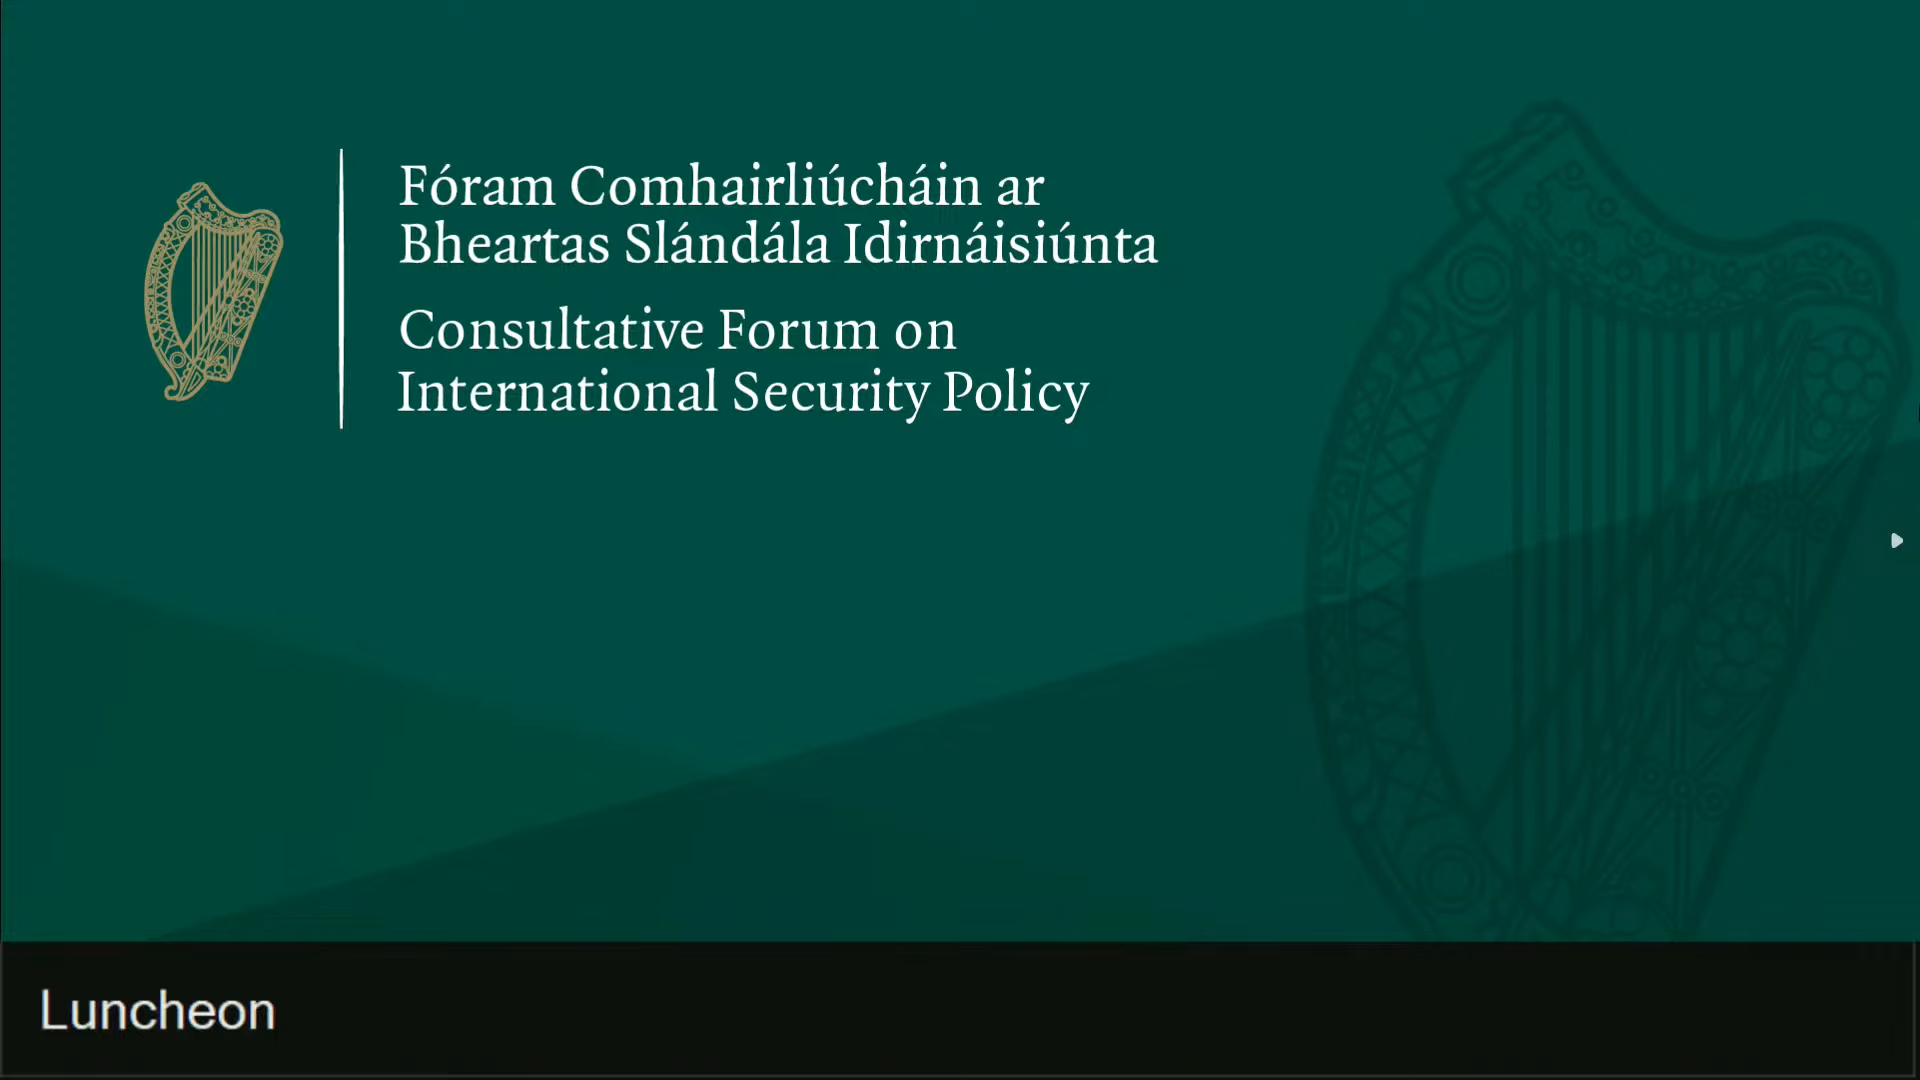 Fóram Comhairliúcháin ar
Bheartas Slándála Idirnáisiúnta
Consultative Forum on
International Security Policy
Luncheon